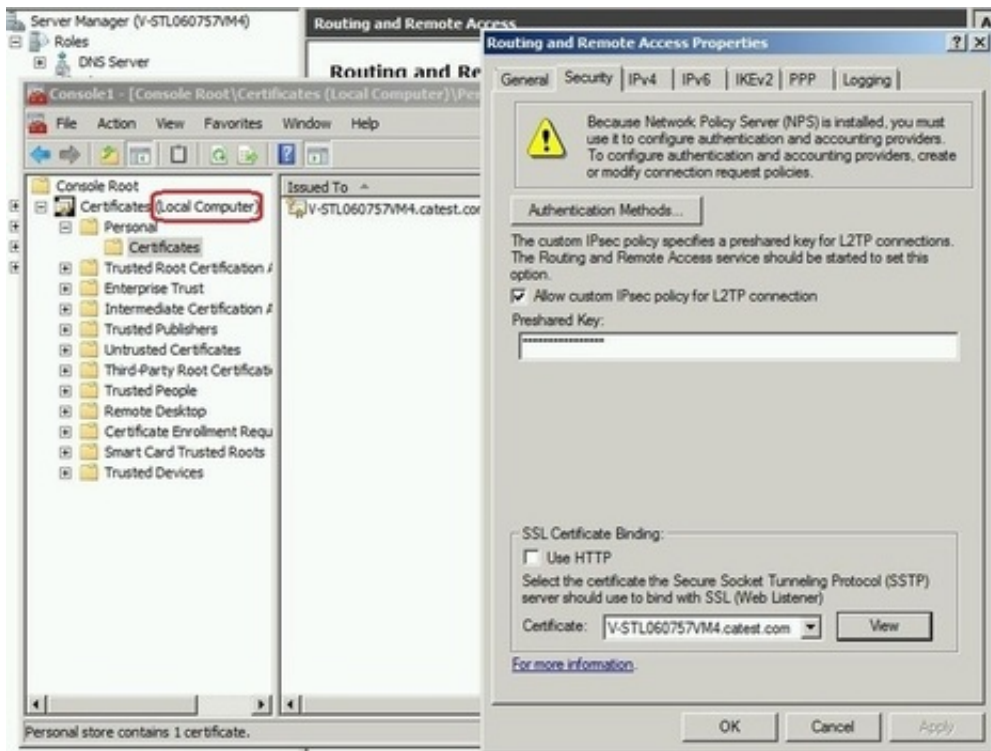 Server Manager (V-STL060757VM4)
Roles
DNS Server
Routing and Remote Access
Routing and Re
Console1 - [Console Root\Certificates (Local Computer)\Pe
File Action View Favorites Window Help
Console Root
Certificates (Local Computer)
Personal
Certificates
Trusted Root Certification
Enterprise Trust
Intermediate Certification
Trusted Publishers
Untrusted Certificates
Third-Party Root Certificati
Trusted People
Remote Desktop
Certificate Enrollment Requ
Smart Card Trusted Roots
Trusted Devices
Issued To
V-STL060757VM4.catest.co
Personal store contains 1 certificate.
Routing and Remote Access Properties
General Security IPv4 IPv6 IKEv2 PPP Logging
Because Network Policy Server (NPS) is installed, you must
use it to configure authentication and accounting providers.
To configure authentication and accounting providers, create
or modify connection request policies.
Authentication Methods...
The custom IPsec policy specifies a preshared key for L2TP connections.
The Routing and Remote Access service should be started to set this
option.
Allow custom IPsec policy for L2TP connection
Preshared Key:
SSL Certificate Binding:
Use HTTP
Select the certificate the Secure Socket Tunneling Protocol (SSTP)
server should use to bind with SSL (Web Listener)
Certificate: V-STL060757VM4.catest.com View
For more information.
OK Cancel Apply